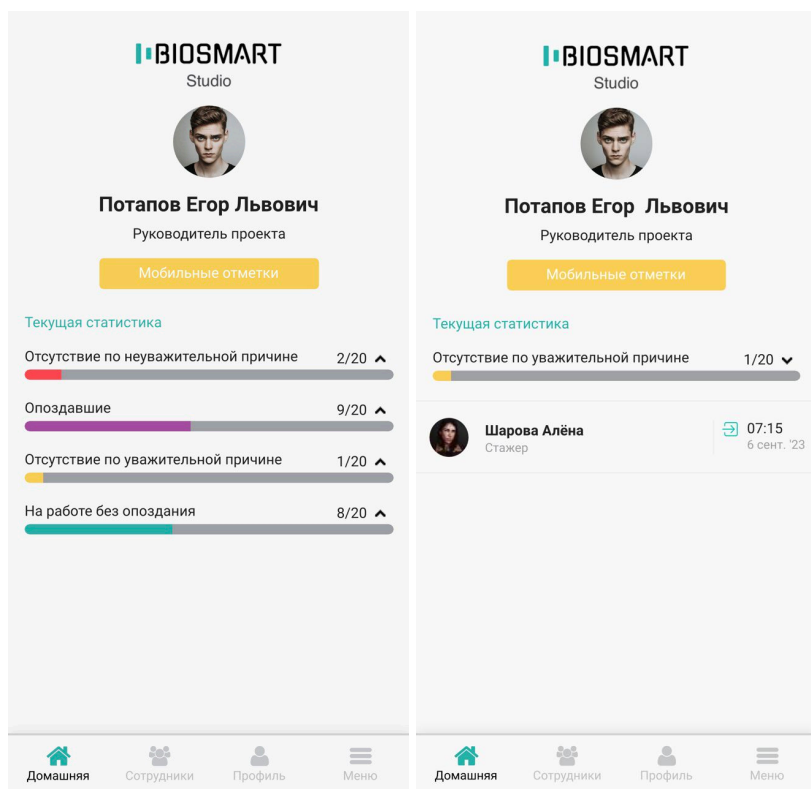 BIOSMART
Studio
Потапов Егор Львович
Руководитель проекта
Мобильные отметки
Текущая статистика
Отсутствие по неуважительной причине 2/20
Опоздавшие 9/20
Отсутствие по уважительной причине 1/20
На работе без опоздания 8/20
Домашняя Сотрудники Профиль Меню
BIOSMART
Studio
Потапов Егор Львович
Руководитель проекта
Мобильные отметки
Текущая статистика
Отсутствие по уважительной причине 1/20
Шарова Алёна 07:15
Стажер 6 сент. '23
Домашняя Сотрудники Профиль Меню